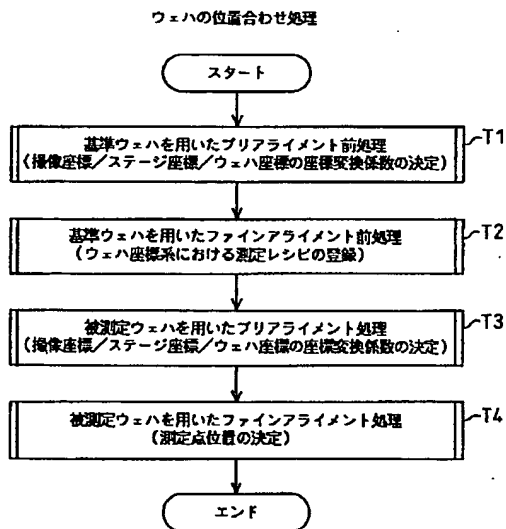 ウェハの位置合わせ処理
スタート
基準ウェハを用いたプリアライメント前処理
(撮像座標／ステージ座標／ウェハ座標の座標変換係数の決定)
T1
基準ウェハを用いたファインアライメント前処理
(ウェハ座標系における測定レシピの登録)
T2
被測定ウェハを用いたプリアライメント処理
(撮像座標／ステージ座標／ウェハ座標の座標変換係数の決定)
T3
被測定ウェハを用いたファインアライメント処理
(測定点位置の決定)
T4
エンド